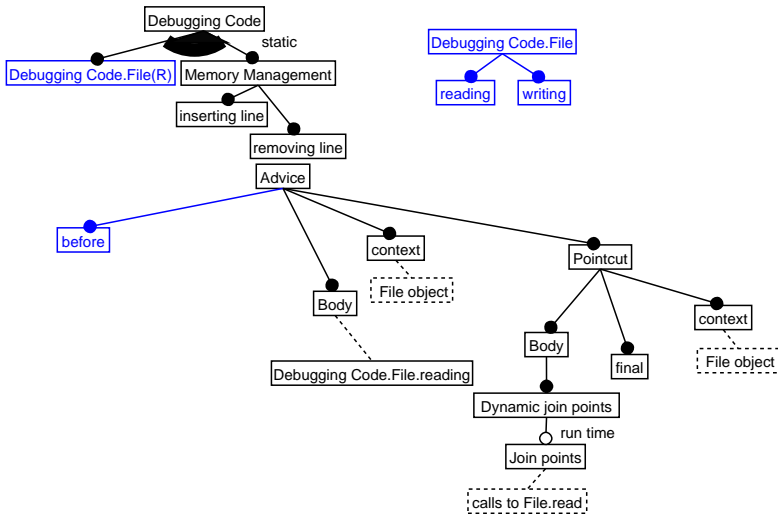 Debugging Code
static
Debugging Code.File
Debugging Code.File(R)
Memory Management
reading
writing
inserting line
removing line
Advice
before
context
Pointcut
File object
Body
context
Body
File object
final
Debugging Code.File.reading
Dynamic join points
run time
Join points
calls to File.read